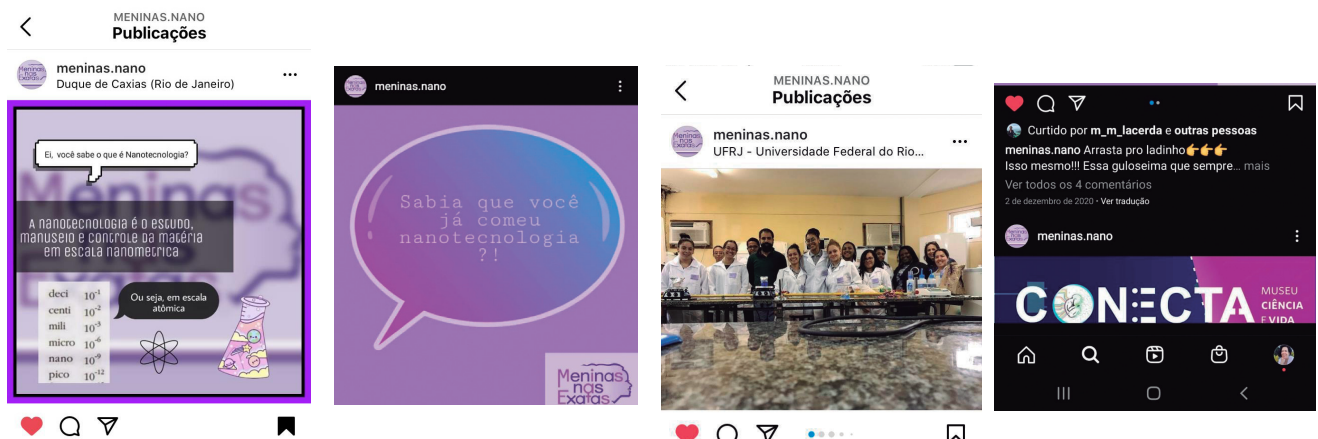 MENINAS.NANO
Publicações
meninas.nano
Duque de Caxias (Rio de Janeiro)
Ei, você sabe o que é Nanotecnologia?
Meninas
nas
Exatas
A nanotecnologia é o estudo,
manuseio e controle da matéria
em escala nanometrica
deci 10⁻¹
centi 10⁻²
mili 10⁻³
micro 10⁻⁶
nano 10⁻⁹
pico 10⁻¹²
Ou seja, em escala
atômica
meninas.nano
Sabia que você
já comeu
nanotecnologia
?!
Meninas
nas
Exatas
MENINAS.NANO
Publicações
meninas.nano
UFRJ - Universidade Federal do Rio...
Curtido por m_m_lacerda e outras pessoas
meninas.nano Arrasta pro ladinho👉👉👉
Isso mesmo!!! Essa guloseima que sempre... mais
Ver todos os 4 comentários
2 de dezembro de 2020 • Ver tradução
meninas.nano
CONECTA
MUSEU
CIÊNCIA
E VIDA